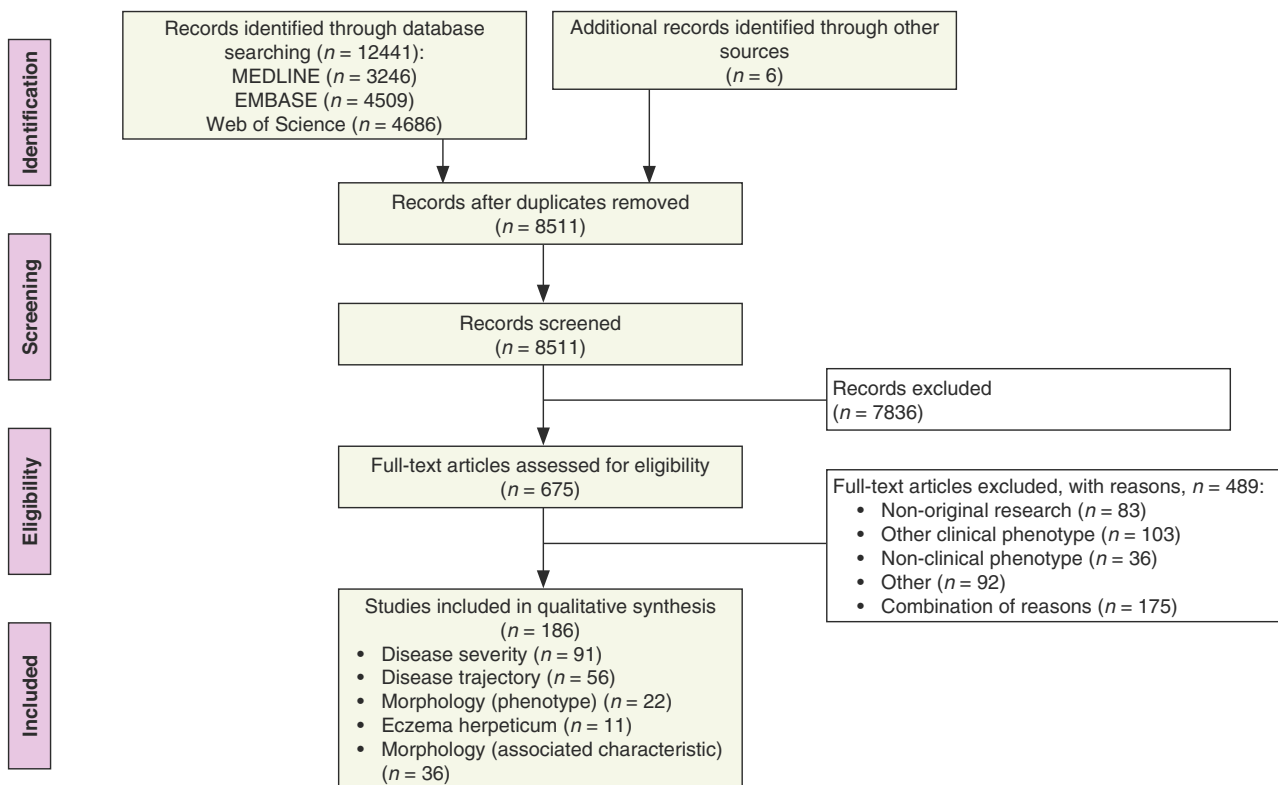 Identification
Records identified through database
searching (n = 12441):
MEDLINE (n = 3246)
EMBASE (n = 4509)
Web of Science (n = 4686)
Additional records identified through other
sources
(n = 6)
Records after duplicates removed
(n = 8511)
Screening
Records screened
(n = 8511)
Records excluded
(n = 7836)
Eligibility
Full-text articles assessed for eligibility
(n = 675)
Full-text articles excluded, with reasons, n = 489:
• Non-original research (n = 83)
• Other clinical phenotype (n = 103)
• Non-clinical phenotype (n = 36)
• Other (n = 92)
• Combination of reasons (n = 175)
Included
Studies included in qualitative synthesis
(n = 186)
• Disease severity (n = 91)
• Disease trajectory (n = 56)
• Morphology (phenotype) (n = 22)
• Eczema herpeticum (n = 11)
• Morphology (associated characteristic)
(n = 36)